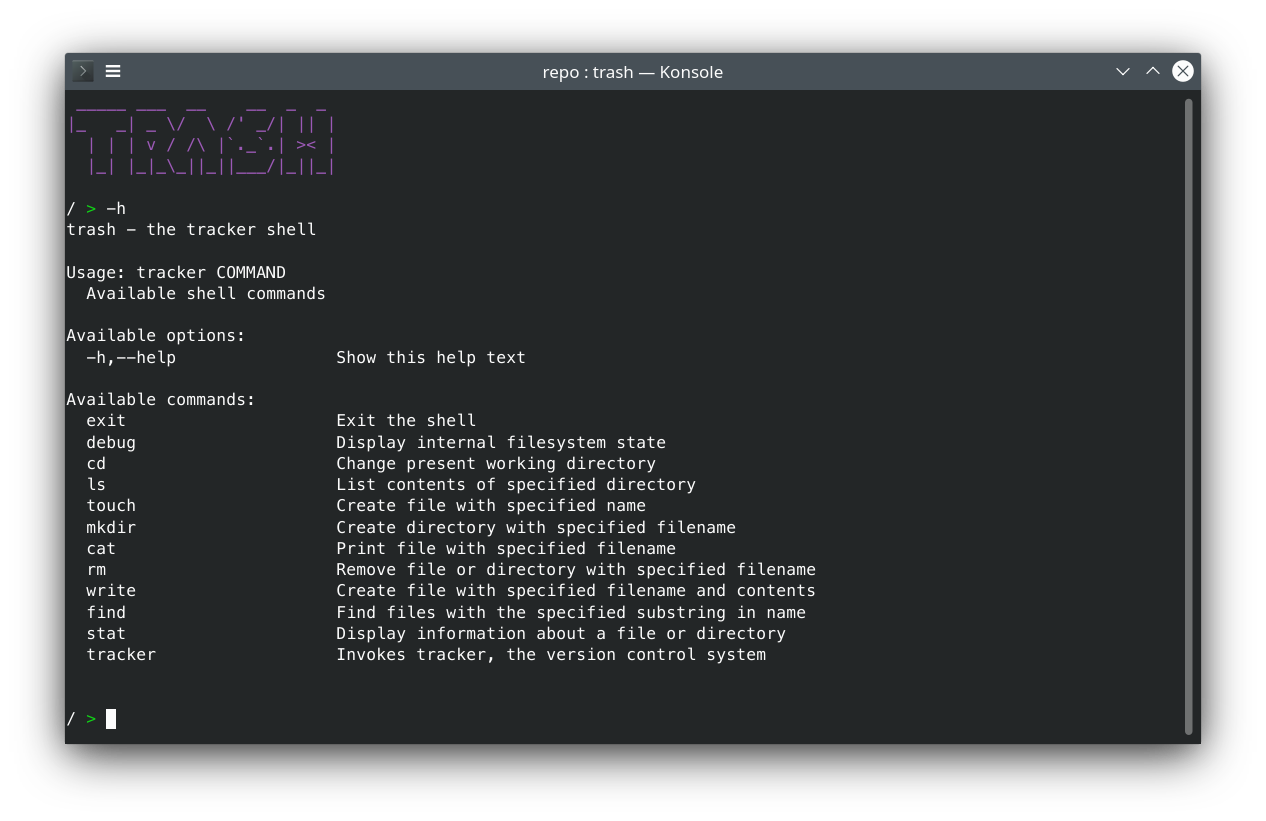 repo : trash — Konsole
 _____ ___  __    __  _  _
|_   _| _ \/  \ /' _/| || |
  | | | v / /\ |`._`.| >< |
  |_| |_|_\_||_||___/|_||_|
/ > -h
trash - the tracker shell
Usage: tracker COMMAND
  Available shell commands
Available options:
  -h,--help                Show this help text
Available commands:
  exit                     Exit the shell
  debug                    Display internal filesystem state
  cd                       Change present working directory
  ls                       List contents of specified directory
  touch                    Create file with specified name
  mkdir                    Create directory with specified filename
  cat                      Print file with specified filename
  rm                       Remove file or directory with specified filename
  write                    Create file with specified filename and contents
  find                     Find files with the specified substring in name
  stat                     Display information about a file or directory
  tracker                  Invokes tracker, the version control system
/ >